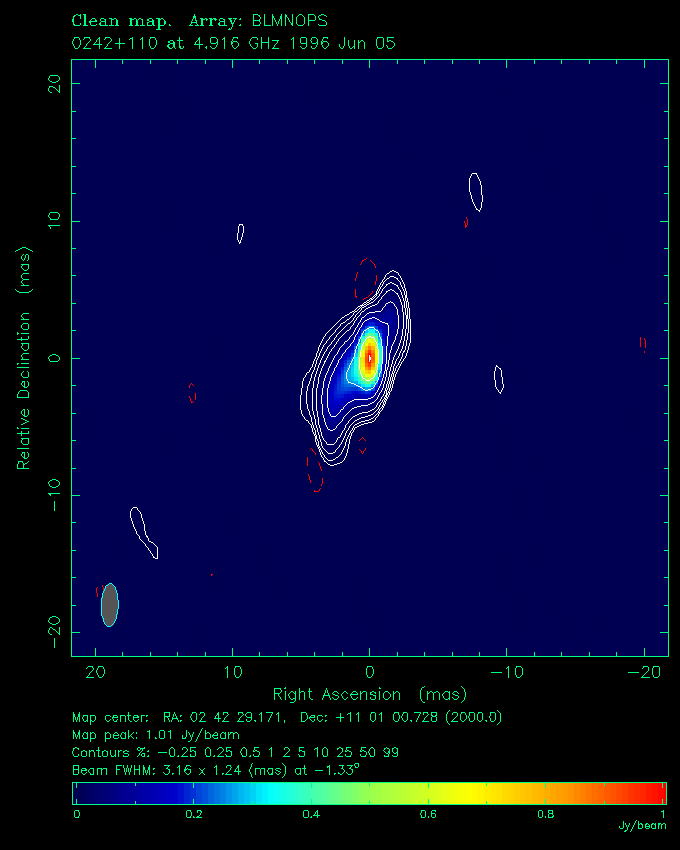 Clean map. Array: BLMNOPS
0242+110 at 4.916 GHz 1996 Jun 05
20
10
0
−10
−20
Relative Declination (mas)
20 10 0 −10 −20
Right Ascension (mas)
Map center: RA: 02 42 29.171, Dec: +11 01 00.728 (2000.0)
Map peak: 1.01 Jy/beam
Contours %: −0.25 0.25 0.5 1 2 5 10 25 50 99
Beam FWHM: 3.16 x 1.24 (mas) at −1.33°
0 0.2 0.4 0.6 0.8 1
Jy/beam